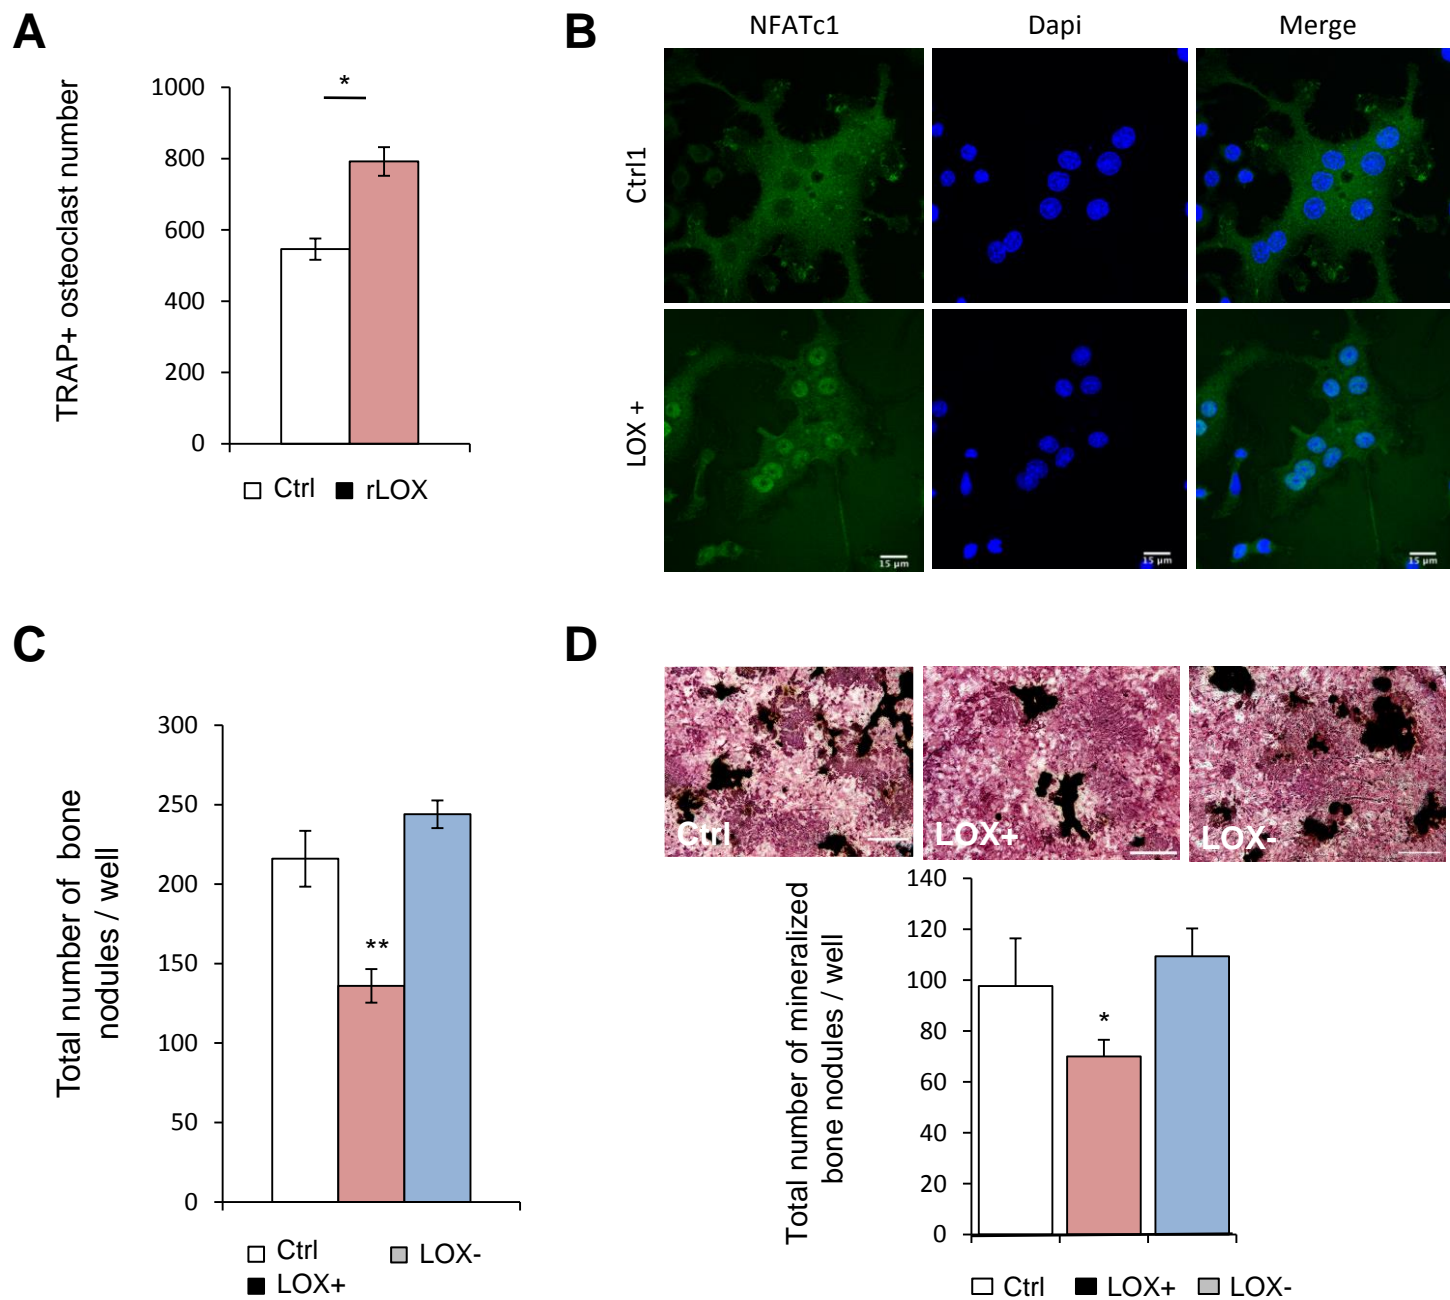 A
TRAP+ osteoclast number
1000
800
600
400
200
0
*
Ctrl rLOX
B
NFATc1 Dapi Merge
Ctrl1
LOX +
15 µm 15 µm 15 µm
C
Total number of bone
nodules / well
300
250
200
150
100
50
0
**
Ctrl LOX-
LOX+
D
Ctrl LOX+ LOX-
Total number of mineralized
bone nodules / well
140
120
100
80
60
40
20
0
*
Ctrl LOX+ LOX-